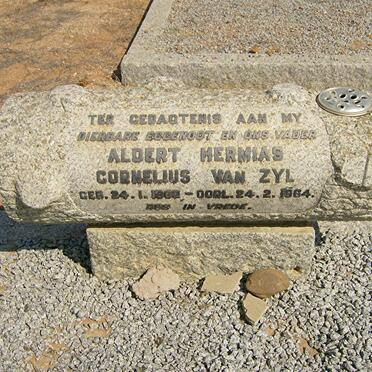 TER GEDAGTENIS AAN MY
DIERBARE EGGENOOT EN ONS VADER
ALDERT HERMIAS
CORNELIUS VAN ZYL
GEB. 24.1. – OORL. 24.2.1964.
RUS IN VREDE.